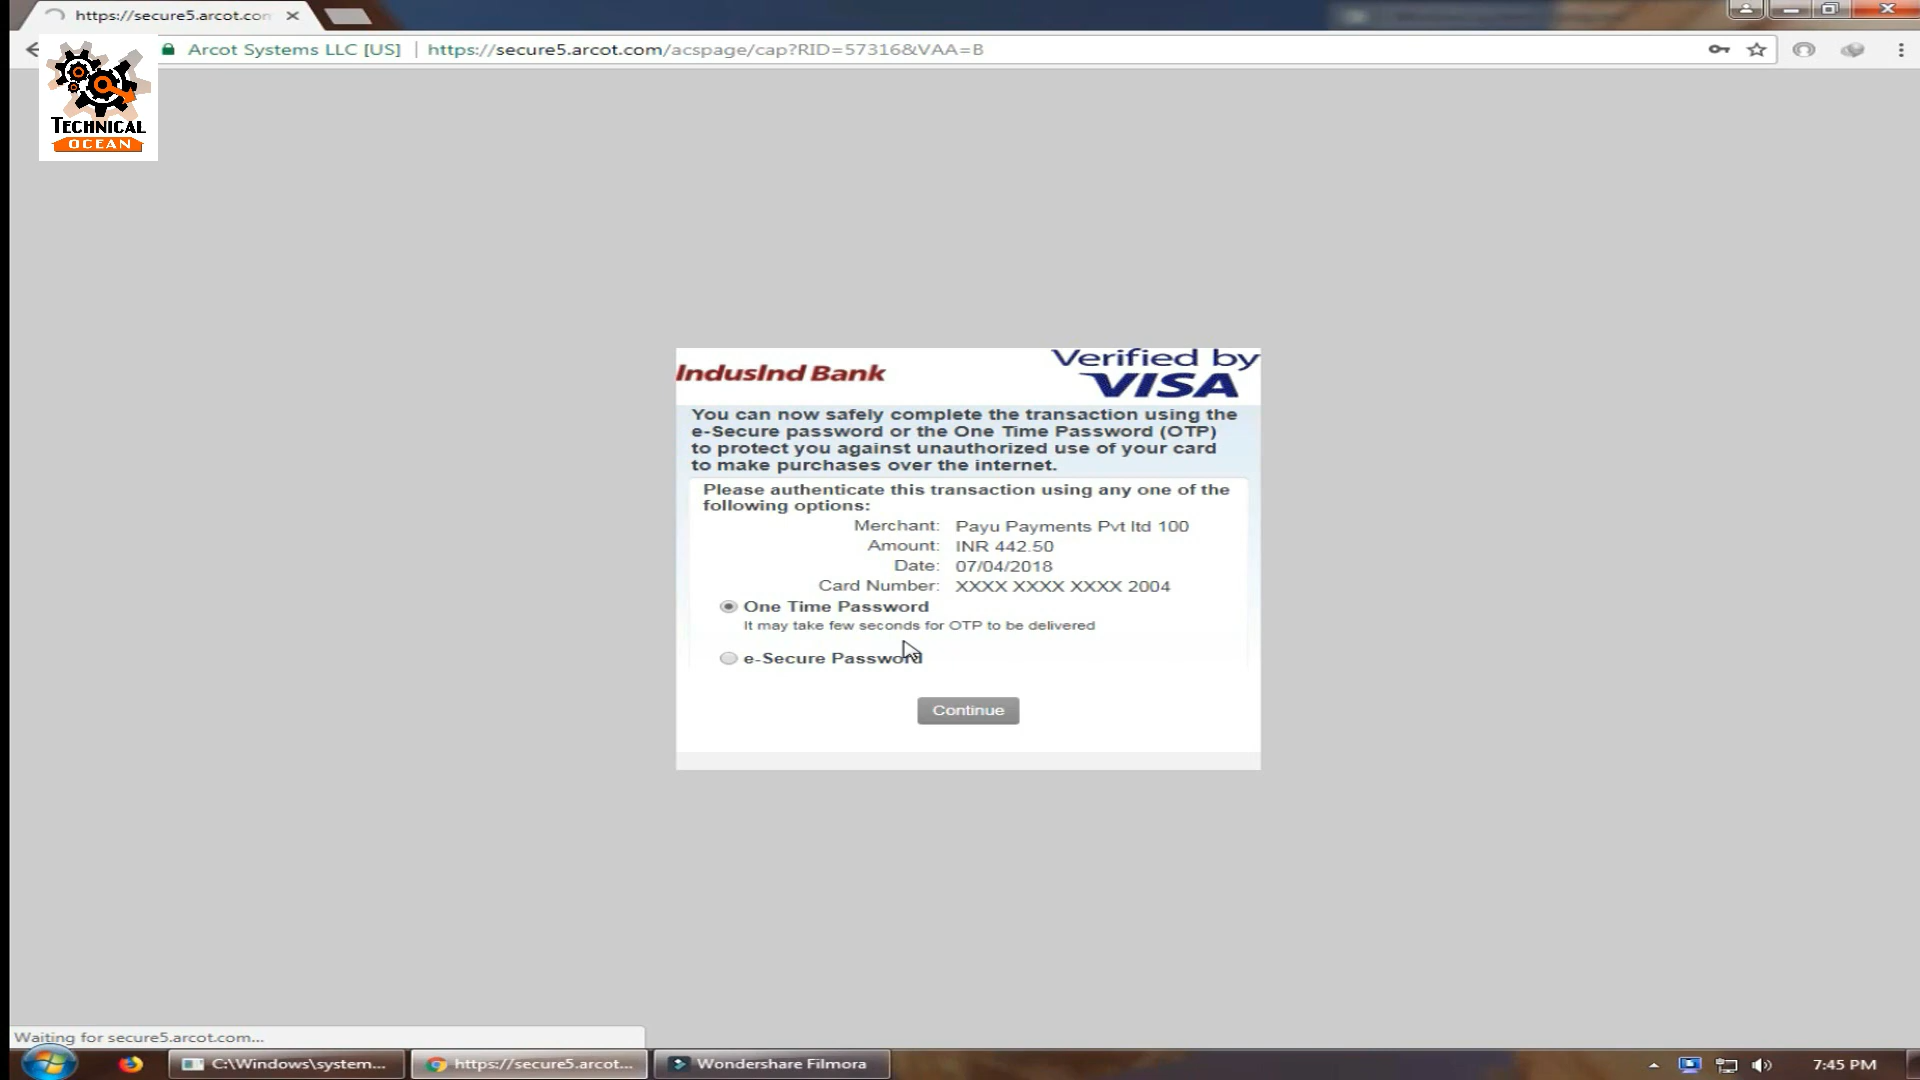 https://secure5.arcot.con
Arcot Systems LLC [US]
https://secure5.arcot.com/acspage/cap?RID=57316&VAA=B
TECHNICAL
OCEAN
IndusInd Bank
Verified by
VISA
You can now safely complete the transaction using the
e-Secure password or the One Time Password (OTP)
to protect you against unauthorized use of your card
to make purchases over the internet.
Please authenticate this transaction using any one of the
following options:
Merchant: Payu Payments Pvt ltd 100
Amount: INR 442.50
Date: 07/04/2018
Card Number: XXXX XXXX XXXX 2004
One Time Password
It may take few seconds for OTP to be delivered
e-Secure Password
Continue
Waiting for secure5.arcot.com...
C:\Windows\system...
https://secure5.arcot...
Wondershare Filmora
7:45 PM